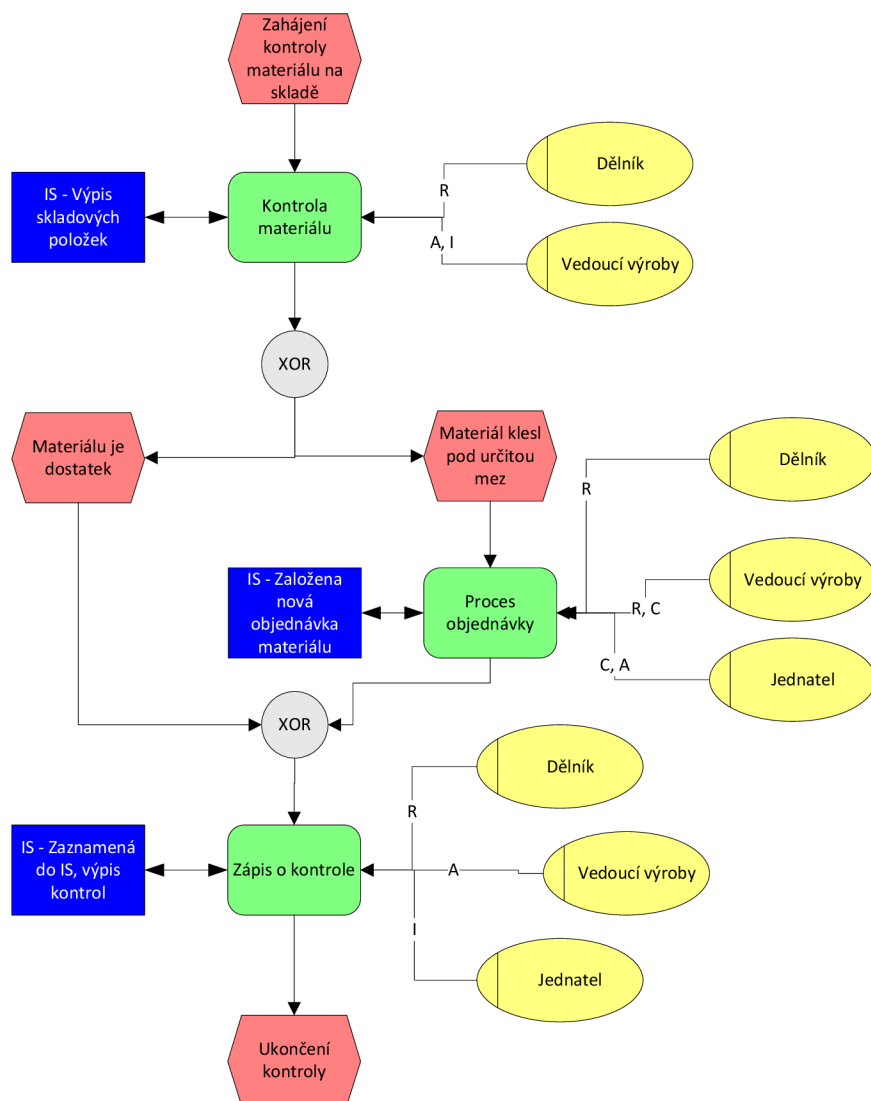 Zahájení
kontroly
materiálu na
skladě
Dělník
IS - Výpis
skladových
položek
Kontrola
materiálu
R
A, I
Vedoucí výroby
XOR
Materiálu je
dostatek
Materiál klesl
pod určitou
mez
Dělník
R
IS - Založena
nová
objednávka
materiálu
Proces
objednávky
Vedoucí výroby
R, C
C, A
Jednatel
XOR
Dělník
R
IS - Zaznamená
do IS, výpis
kontrol
Zápis o kontrole
A
Vedoucí výroby
I
Jednatel
Ukončení
kontroly